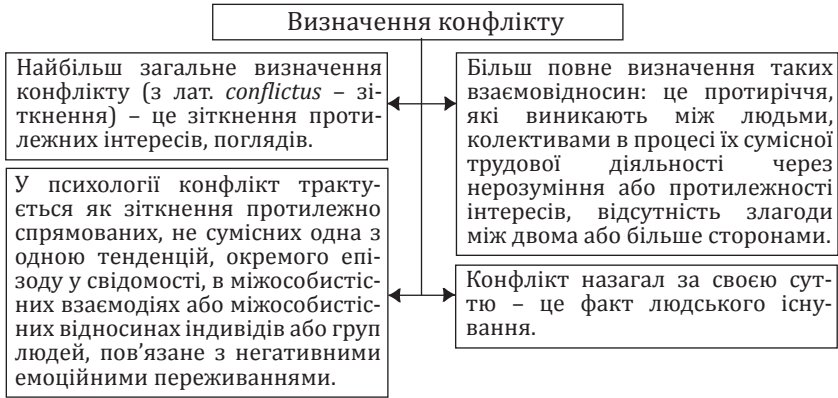 Визначення конфлікту
Найбільш загальне визначення
конфлікту (з лат. conflictus – зі-
ткнення) – це зіткнення проти-
лежних інтересів, поглядів.
Більш повне визначення таких
взаємовідносин: це протиріччя,
які виникають між людьми,
колективами в процесі їх сумісної
трудової діяльності через
нерозуміння або протилежності
інтересів, відсутність злагоди
між двома або більше сторонами.
У психології конфлікт тракту-
ється як зіткнення протилежно
спрямованих, не сумісних одна з
одною тенденцій, окремого епі-
зоду у свідомості, в міжособистіс-
них взаємодіях або міжособистіс-
них відносинах індивідів або груп
людей, пов’язане з негативними
емоційними переживаннями.
Конфлікт назагал за своєю сут-
тю – це факт людського існу-
вання.